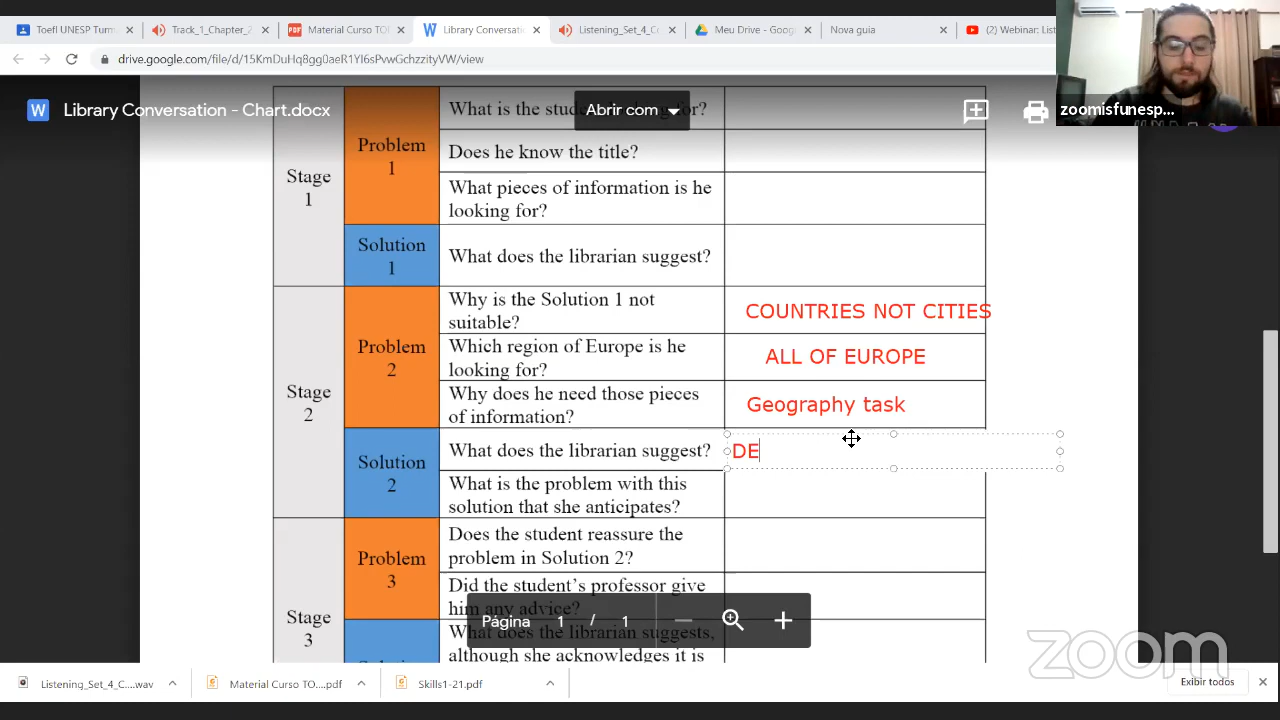 Toefl UNESP Turm
Track_1_Chapter_2
Material Curso TO
Library Conversatio
Listening_Set_4_C
Meu Drive - Goog
Nova guia
(2) Webinar: List
drive.google.com/file/d/15KmDuHq8gg0aeR1YI6sPvwGchzzityVW/view
Library Conversation - Chart.docx
Abrir com
zoomisfunesp...
Stage 1
Problem 1
What is the student looking for?
Does he know the title?
What pieces of information is he
looking for?
Solution 1
What does the librarian suggest?
Stage 2
Problem 2
Why is the Solution 1 not
suitable?
COUNTRIES NOT CITIES
Which region of Europe is he
looking for?
ALL OF EUROPE
Why does he need those pieces
of information?
Geography task
Solution 2
What does the librarian suggest?
DE
What is the problem with this
solution that she anticipates?
Stage 3
Problem 3
Does the student reassure the
problem in Solution 2?
Did the student's professor give
him any advice?
What does the librarian suggests,
although she acknowledges it is
Página 1 / 1
zoom
Listening_Set_4_C....wav
Material Curso TO....pdf
Skills1-21.pdf
Exibir todos